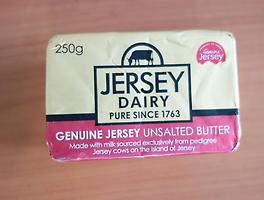 250g
Genuine
Jersey
JERSEY
DAIRY
PURE SINCE 1763
GENUINE JERSEY UNSALTED BUTTER
Made with milk sourced exclusively from pedigree
Jersey cows on the Island of Jersey